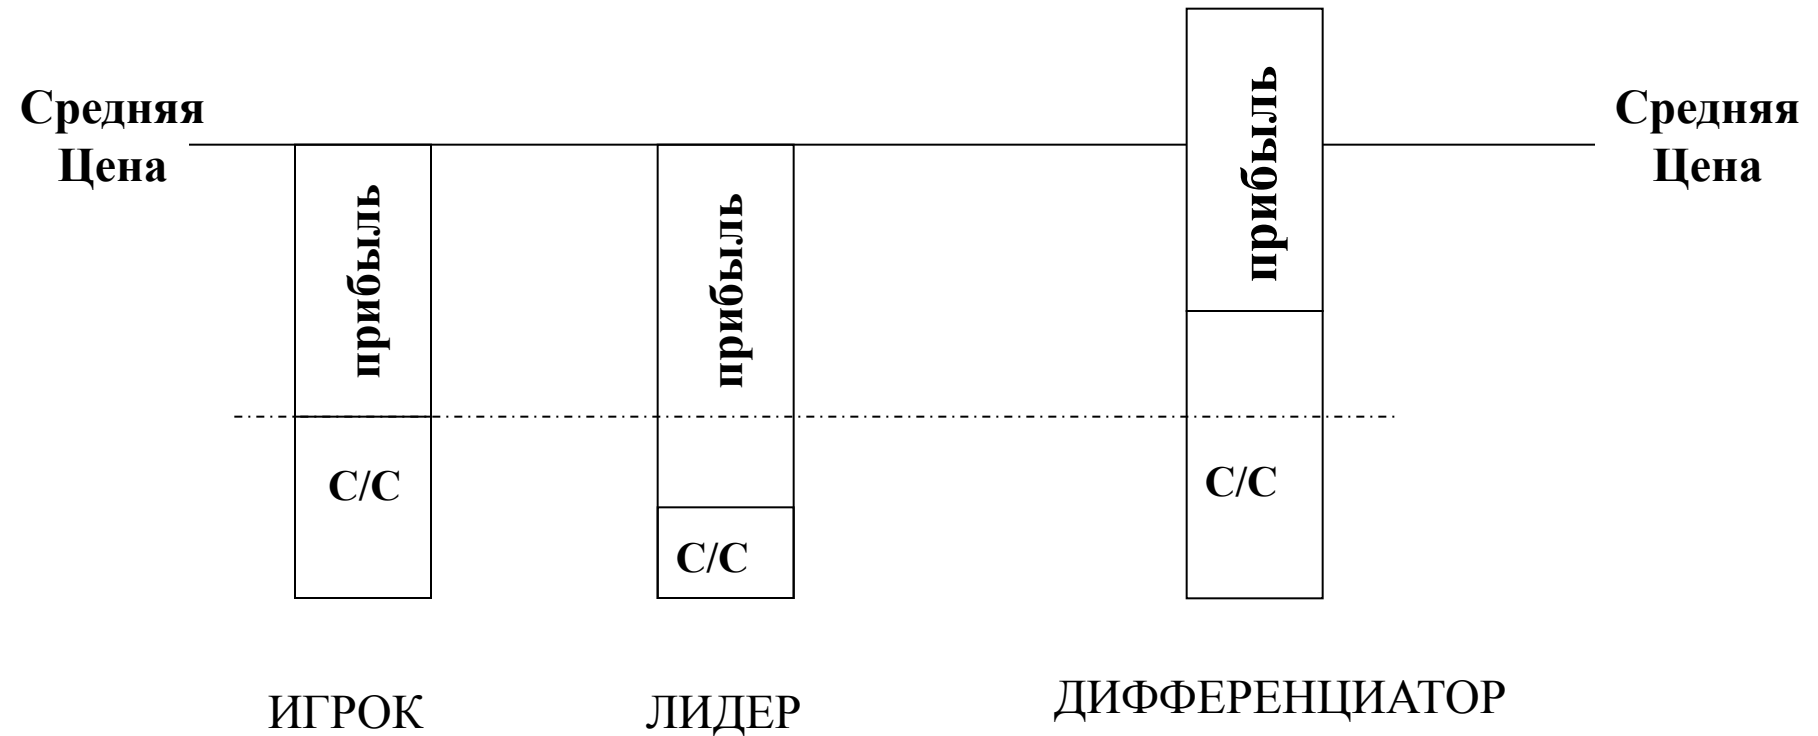 Средняя
Цена
прибыль
прибыль
прибыль
Средняя
Цена
С/С
С/С
С/С
ИГРОК
ЛИДЕР
ДИФФЕРЕНЦИАТОР